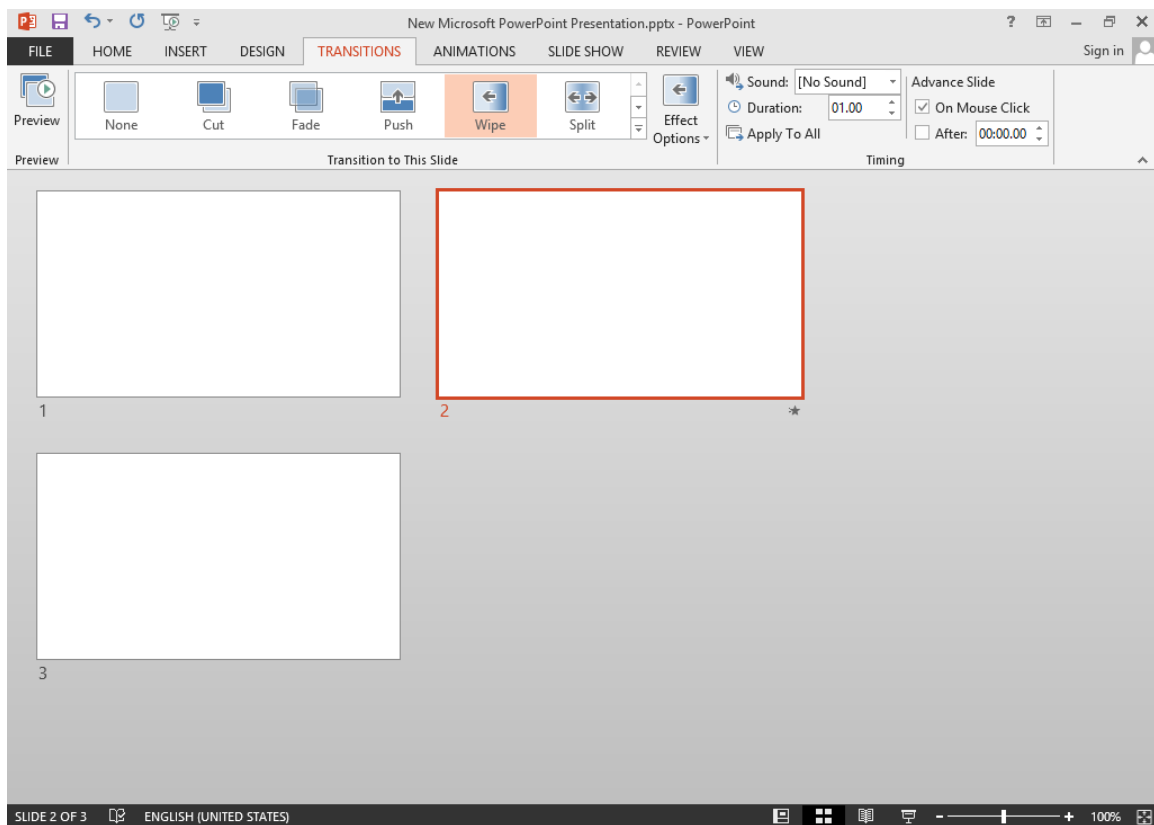 New Microsoft PowerPoint Presentation.pptx - PowerPoint
FILE HOME INSERT DESIGN TRANSITIONS ANIMATIONS SLIDE SHOW REVIEW VIEW Sign in
Preview
None Cut Fade Push Wipe Split
Effect
Options
Sound: [No Sound]
Duration: 01.00
Apply To All
Advance Slide
On Mouse Click
After: 00:00.00
Preview Transition to This Slide Timing
1 2
3
SLIDE 2 OF 3 ENGLISH (UNITED STATES) 100%